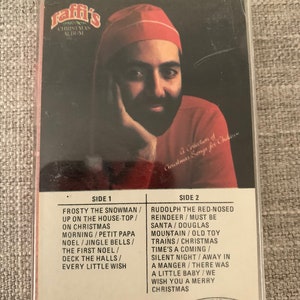 raffi's
CHRISTMAS
ALBUM
A Collection of
Christmas Songs for Children
SIDE 1
FROSTY THE SNOWMAN /
UP ON THE HOUSE-TOP /
ON CHRISTMAS
MORNING / PETIT PAPA
NOEL / JINGLE BELLS /
THE FIRST NOEL /
DECK THE HALLS /
EVERY LITTLE WISH
SIDE 2
RUDOLPH THE RED-NOSED
REINDEER / MUST BE
SANTA / DOUGLAS
MOUNTAIN / OLD TOY
TRAINS / CHRISTMAS
TIME'S A COMING /
SILENT NIGHT / AWAY IN
A MANGER / THERE WAS
A LITTLE BABY / WE
WISH YOU A MERRY
CHRISTMAS